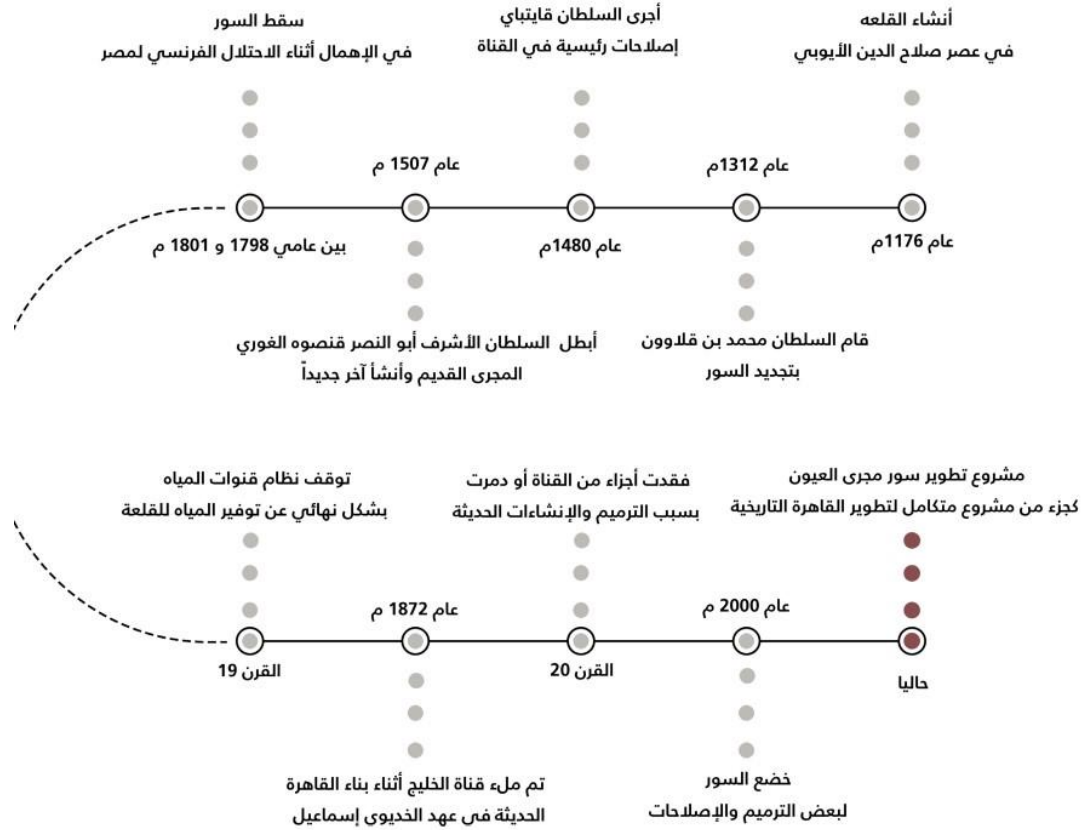 أنشاء القلعه
في عصر صلاح الدين الأيوبي
عام 1176م
عام 1312م
قام السلطان محمد بن قلاوون
بتجديد السور
أجرى السلطان قايتباي
إصلاحات رئيسية في القناة
عام 1480م
عام 1507 م
أبطل السلطان الأشرف أبو النصر قنصوه الغوري
المجرى القديم وأنشأ آخر جديداً
سقط السور
في الإهمال أثناء الاحتلال الفرنسي لمصر
بين عامي 1798 و 1801 م
توقف نظام قنوات المياه
بشكل نهائي عن توفير المياه للقلعة
القرن 19
عام 1872 م
تم ملء قناة الخليج أثناء بناء القاهرة
الحديثة في عهد الخديوي إسماعيل
فقدت أجزاء من القناة أو دمرت
بسبب الترميم والإنشاءات الحديثة
القرن 20
عام 2000 م
خضع السور
لبعض الترميم والإصلاحات
مشروع تطوير سور مجرى العيون
كجزء من مشروع متكامل لتطوير القاهرة التاريخية
حاليا